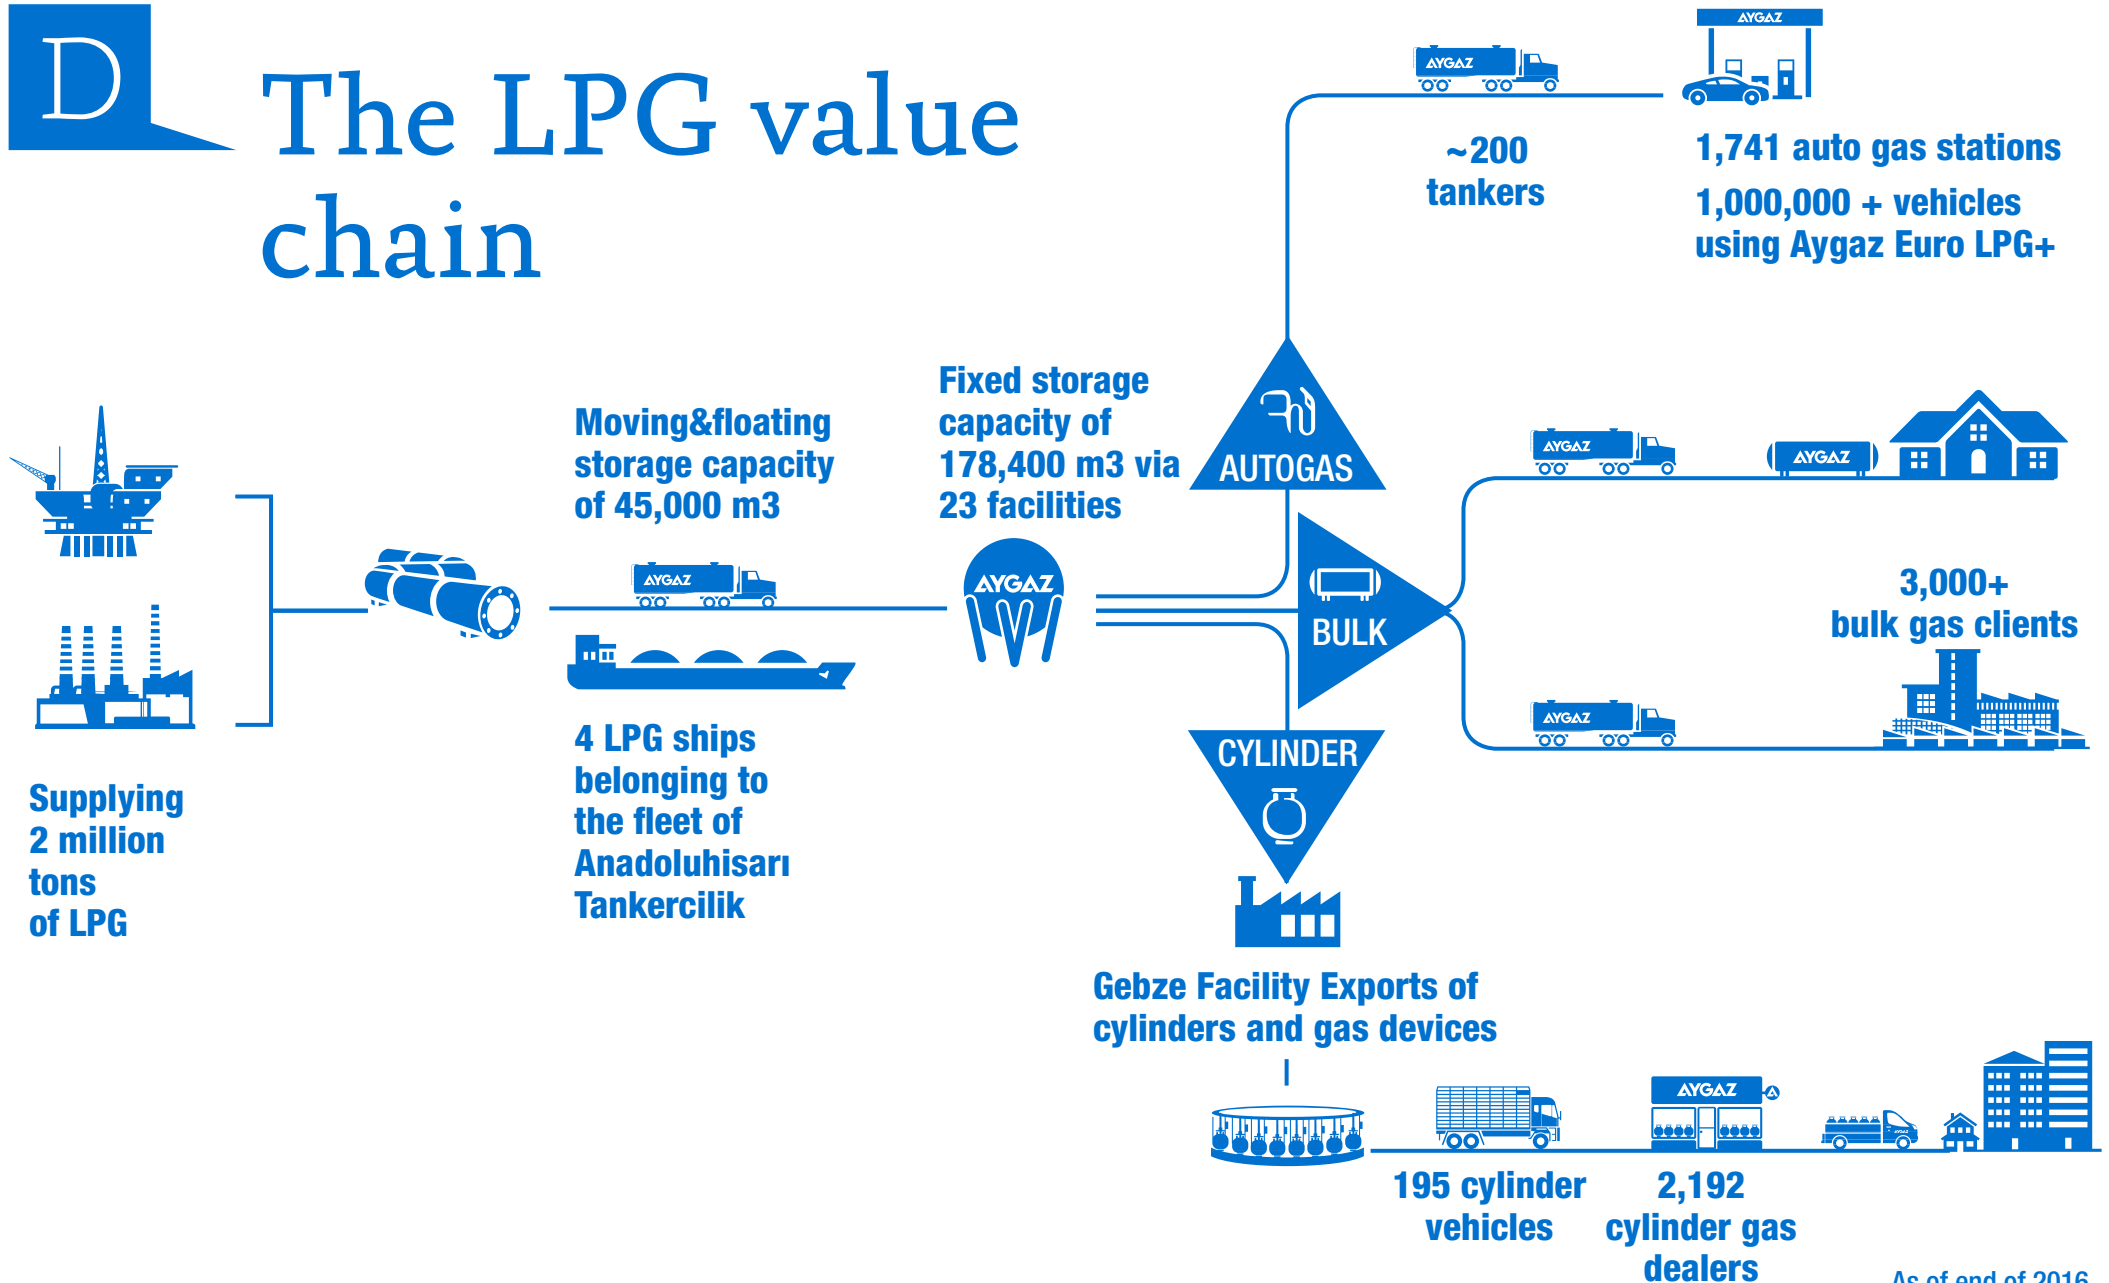 D
The LPG value
chain
AYGAZ
AYGAZ
~200
tankers
1,741 auto gas stations
1,000,000 + vehicles
using Aygaz Euro LPG+
Supplying
2 million
tons
of LPG
Moving&floating
storage capacity
of 45,000 m3
AYGAZ
4 LPG ships
belonging to
the fleet of
Anadoluhisarı
Tankercilik
Fixed storage
capacity of
178,400 m3 via
23 facilities
AYGAZ
AUTOGAS
BULK
CYLINDER
AYGAZ
AYGAZ
3,000+
bulk gas clients
AYGAZ
Gebze Facility Exports of
cylinders and gas devices
195 cylinder
vehicles
AYGAZ
2,192
cylinder gas
dealers
AYGAZ
As of end of 2016